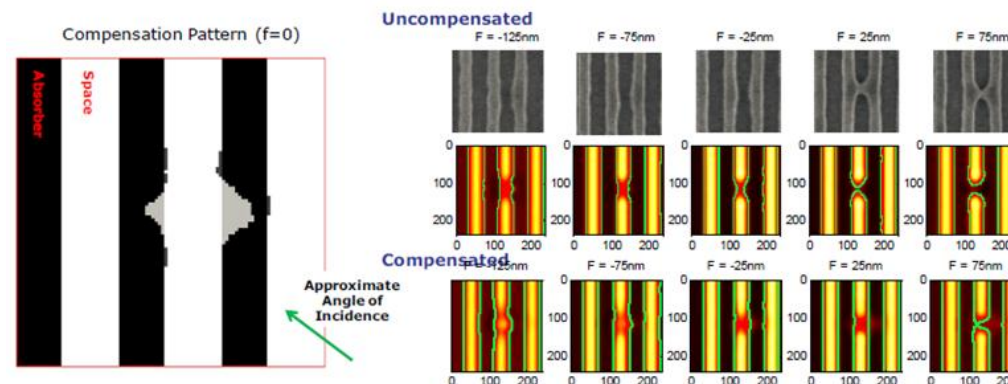 Compensation Pattern (f=0)
Absorber
Space
Approximate
Angle of
Incidence
Uncompensated
F = -125nm F = -75nm F = -25nm F = 25nm F = 75nm
0 0 0 0 0
100 100 100 100 100
200 200 200 200 200
0 100 200 0 100 200 0 100 200 0 100 200 0 100 200
Compensated
F = -125nm F = -75nm F = -25nm F = 25nm F = 75nm
0 0 0 0 0
100 100 100 100 100
200 200 200 200 200
0 100 200 0 100 200 0 100 200 0 100 200 0 100 200